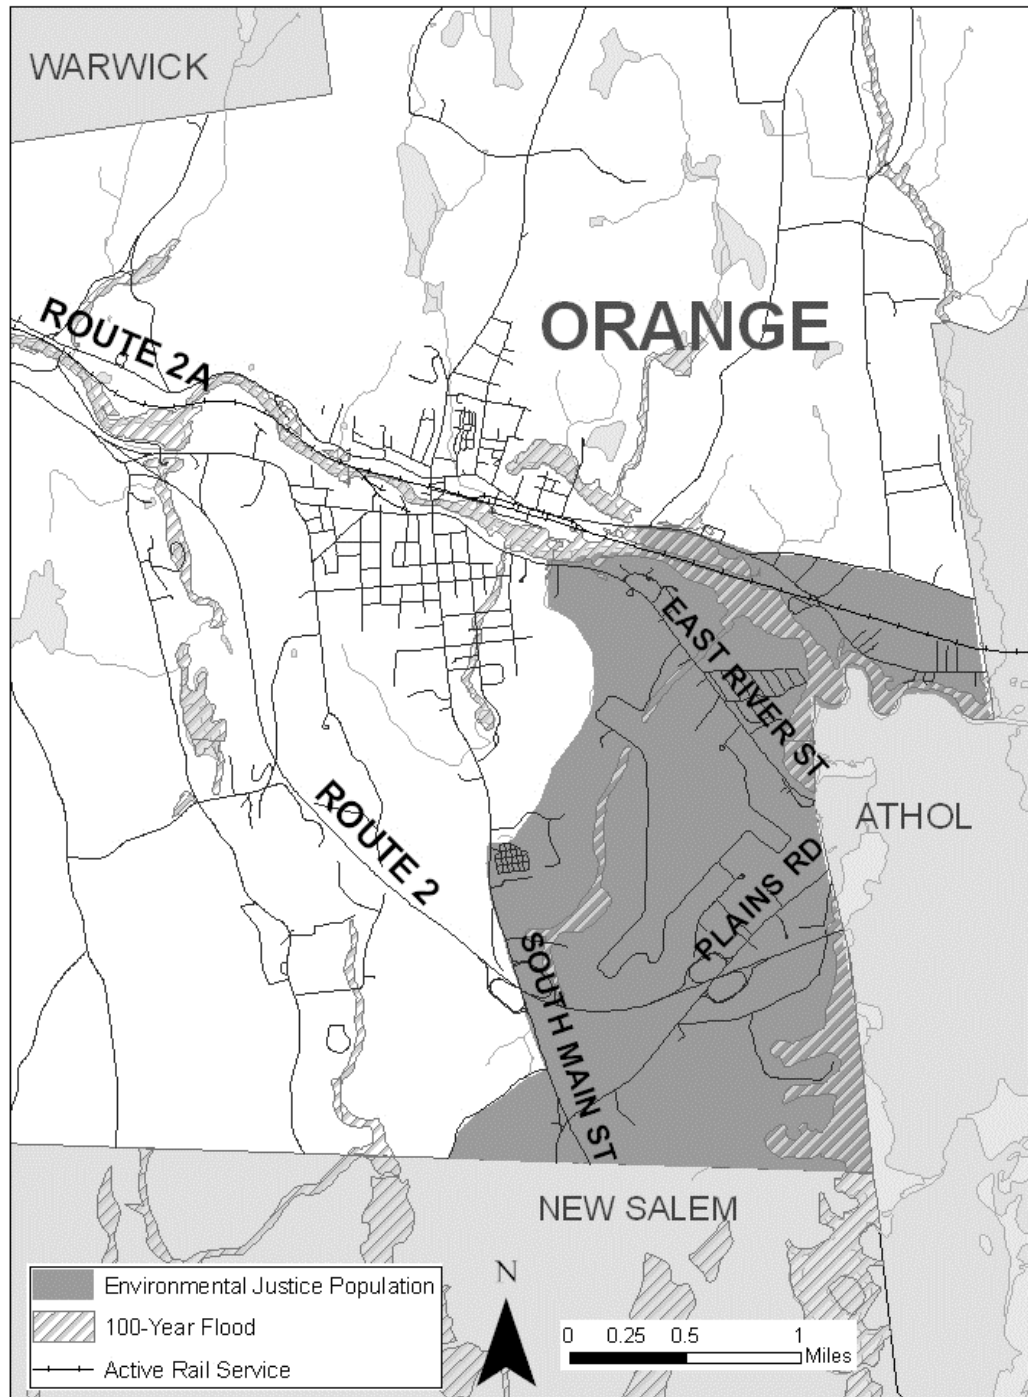 WARWICK
ROUTE 2A
ORANGE
EAST RIVER ST
ROUTE 2
ATHOL
PLAINS RD
SOUTH MAIN ST
NEW SALEM
Environmental Justice Population
100-Year Flood
Active Rail Service
N
0 0.25 0.5 1
Miles